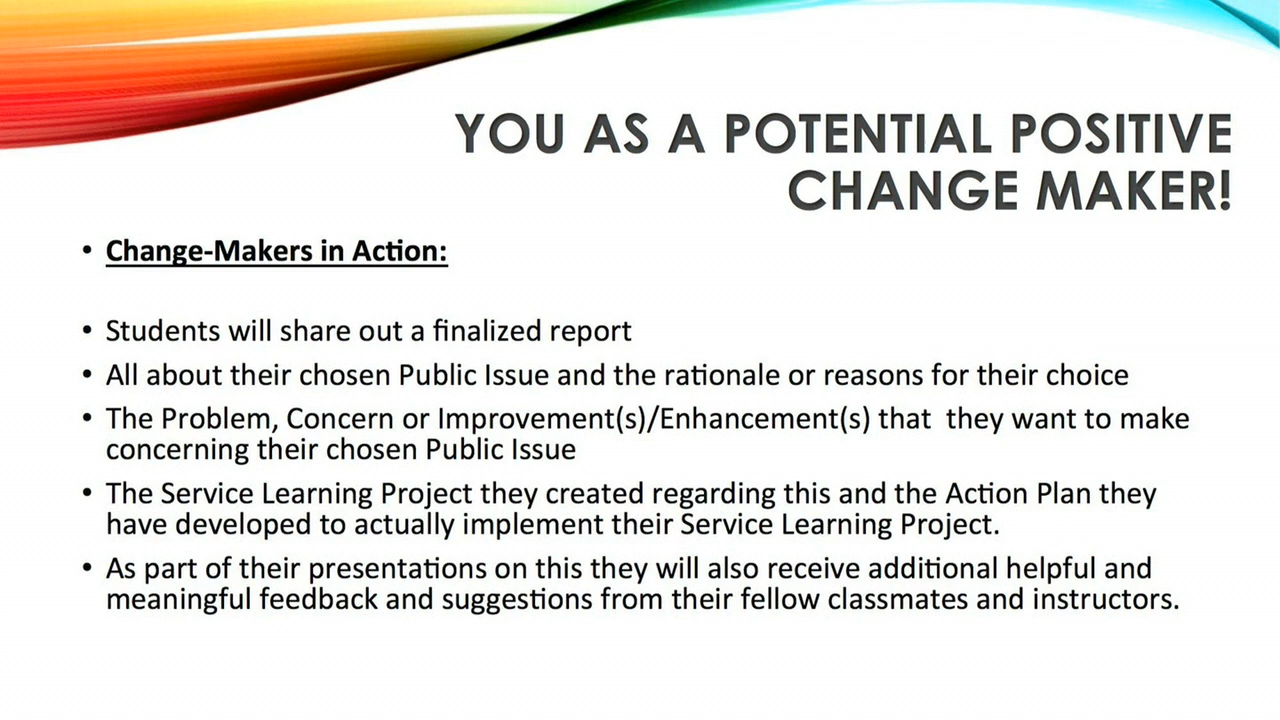 YOU AS A POTENTIAL POSITIVE
CHANGE MAKER!
• Change-Makers in Action:
• Students will share out a finalized report
• All about their chosen Public Issue and the rationale or reasons for their choice
• The Problem, Concern or Improvement(s)/Enhancement(s) that  they want to make
concerning their chosen Public Issue
• The Service Learning Project they created regarding this and the Action Plan they
have developed to actually implement their Service Learning Project.
• As part of their presentations on this they will also receive additional helpful and
meaningful feedback and suggestions from their fellow classmates and instructors.